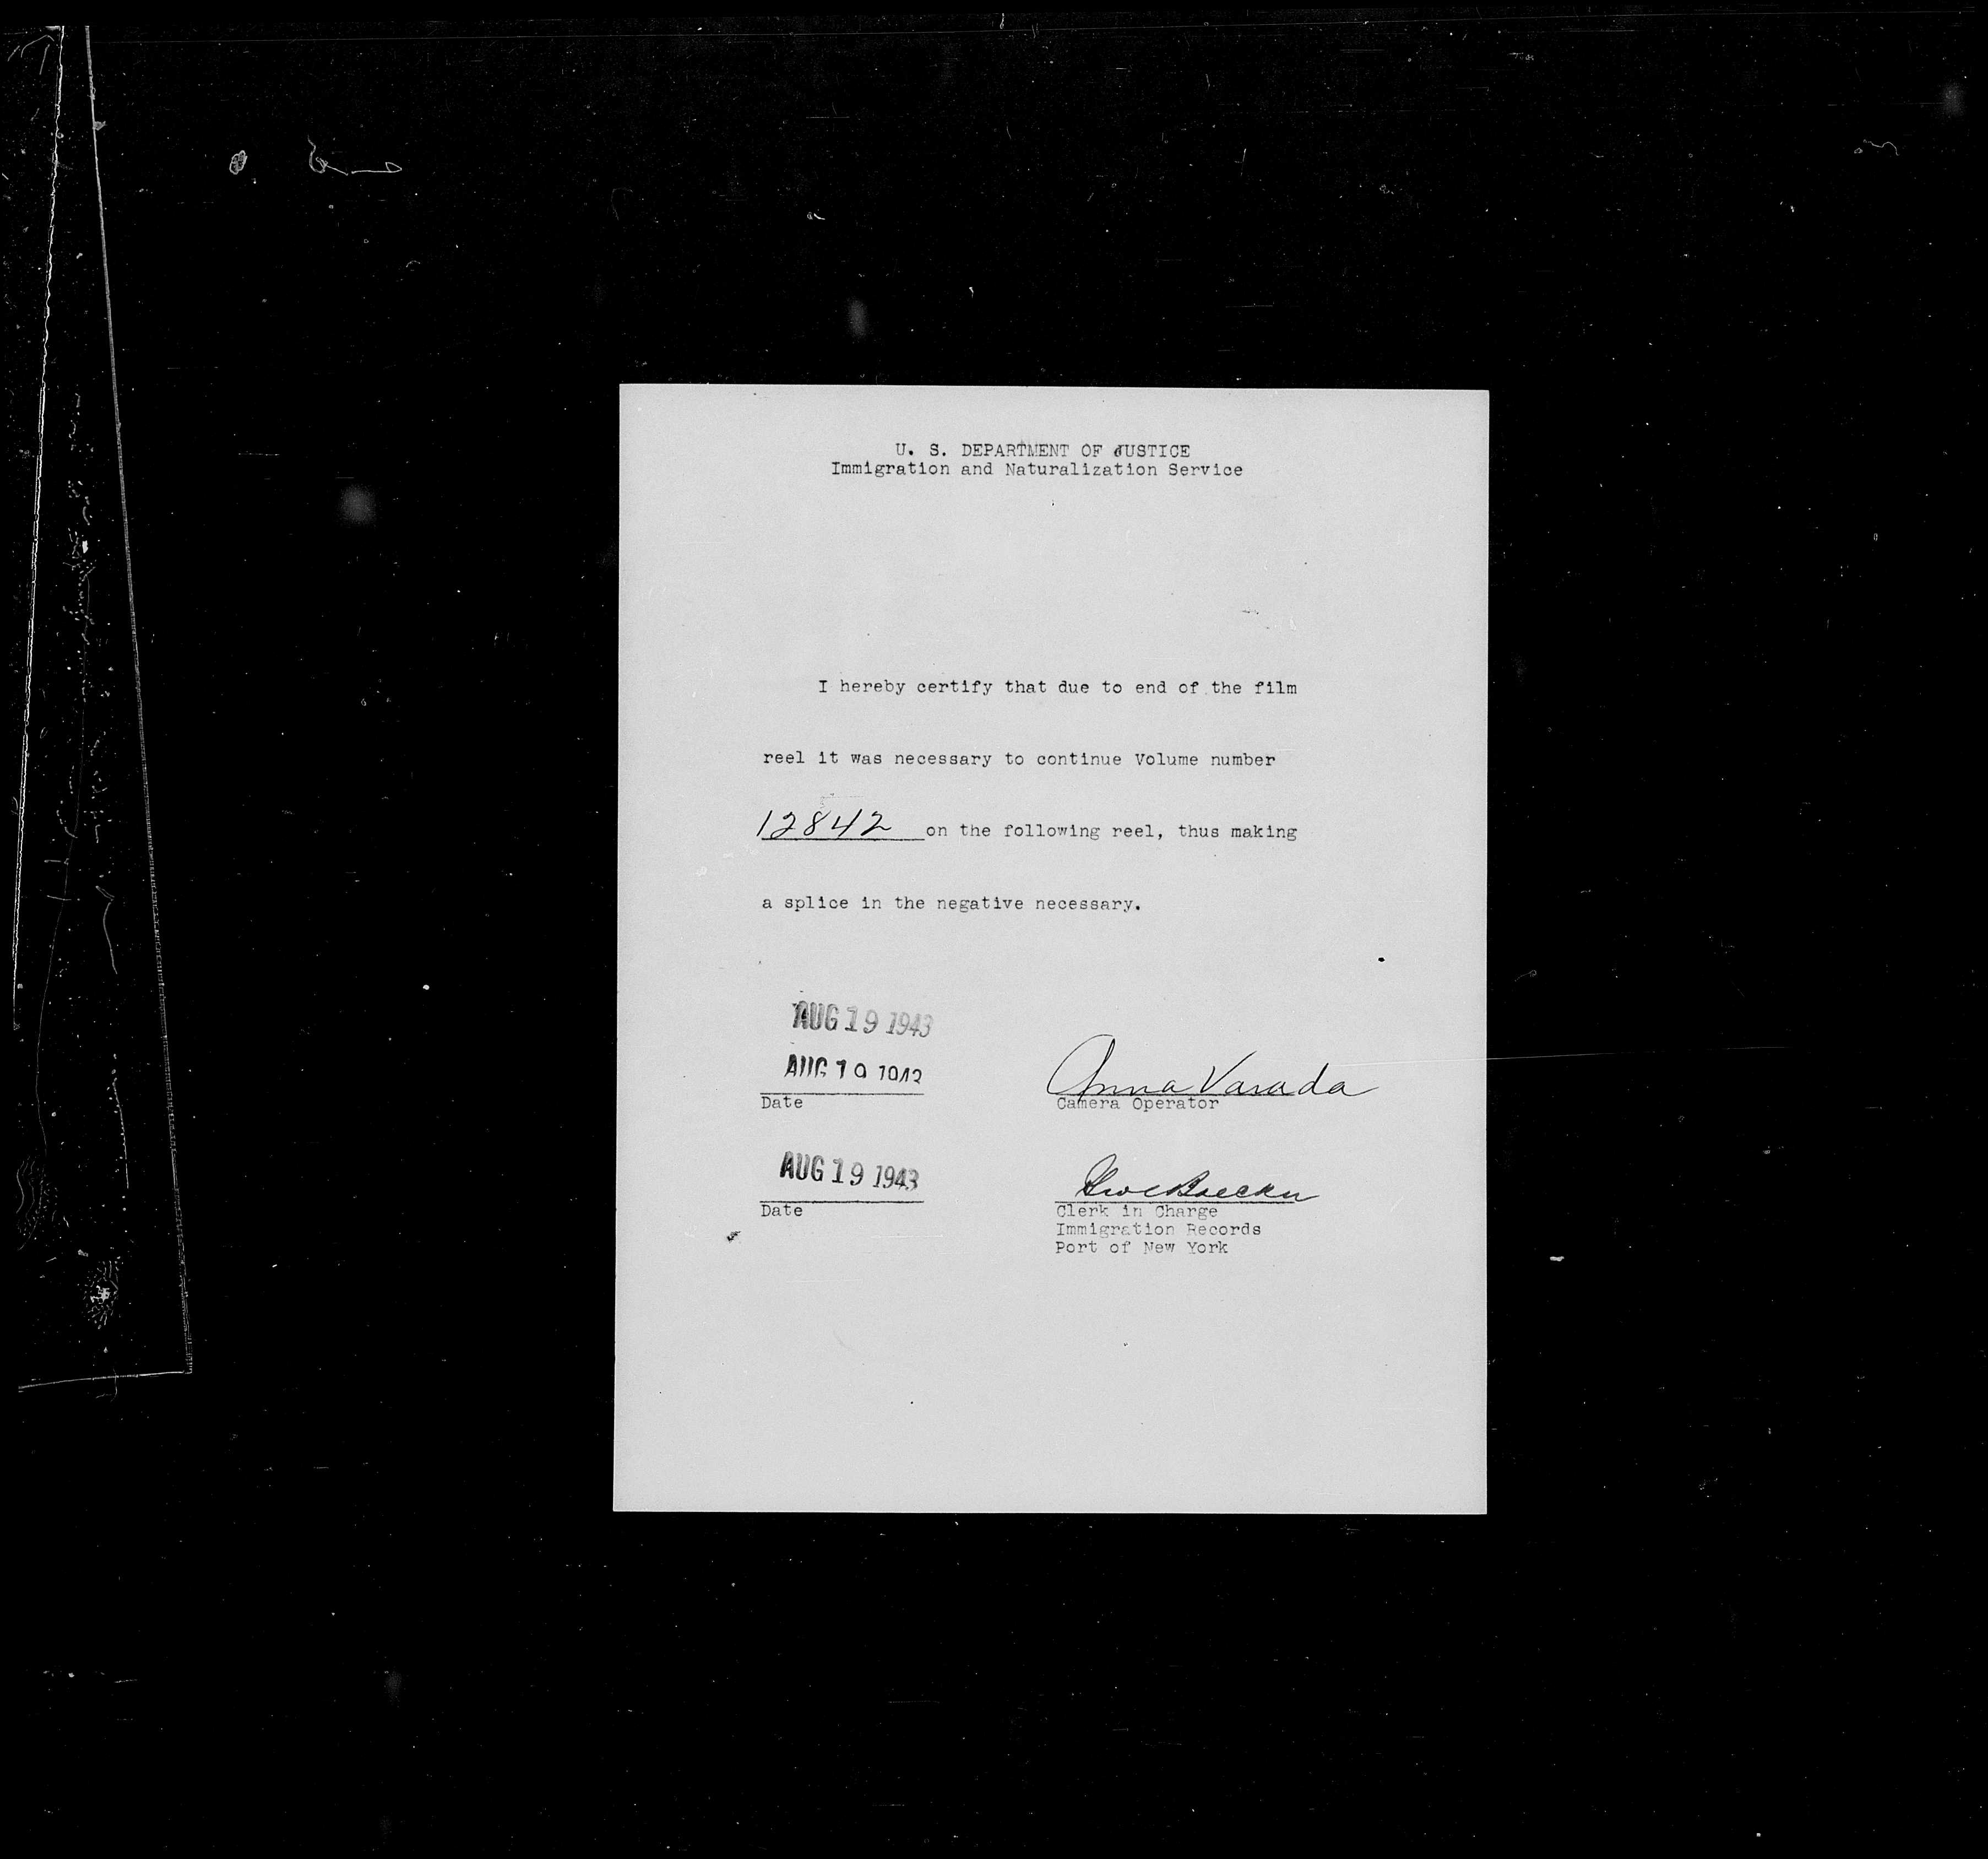 U. S. DEPARTMENT OF JUSTICE
Immigration and Naturalization Service
I hereby certify that due to end of the film
reel it was necessary to continue Volume number
12842 on the following reel, thus making
a splice in the negative necessary.
AUG 19 1943
AUG 19 1943
Date
Anna Varada
Camera Operator
AUG 19 1943
Date
Clerk in Charge
Immigration Records
Port of New York